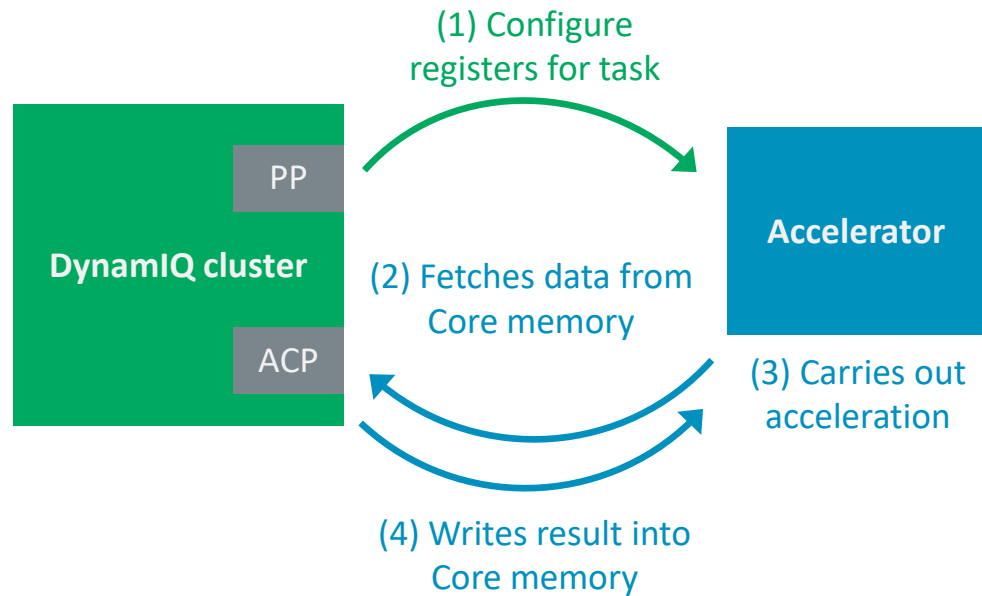 (1) Configure
registers for task
PP
DynamIQ cluster
ACP
Accelerator
(2) Fetches data from
Core memory
(3) Carries out
acceleration
(4) Writes result into
Core memory